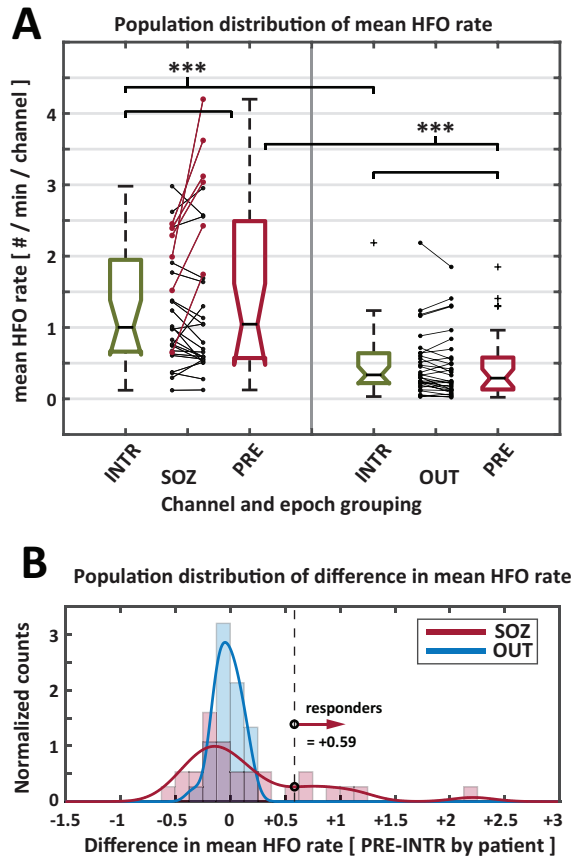 A
Population distribution of mean HFO rate
mean HFO rate [ # / min / channel ]
4
3
2
1
0
***
***
INTR
SOZ
PRE
INTR
OUT
PRE
Channel and epoch grouping
B
Population distribution of difference in mean HFO rate
Normalized counts
3
2
1
0
SOZ
OUT
responders
= +0.59
-1.5 -1 -0.5 0 +0.5 +1 +1.5 +2 +2.5 +3
Difference in mean HFO rate [ PRE-INTR by patient ]